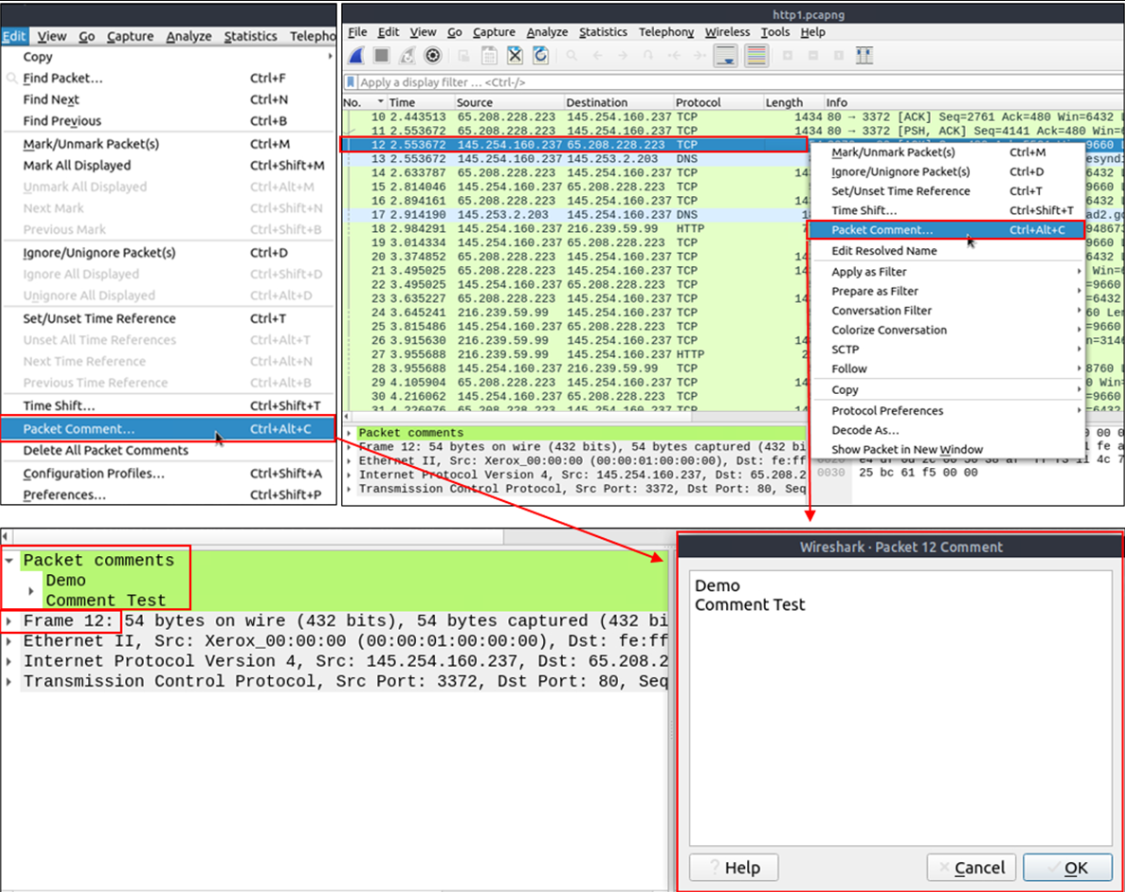 Edit View Go Capture Analyze Statistics Telepho
Copy
Find Packet... Ctrl+F
Find Next Ctrl+N
Find Previous Ctrl+B
Mark/Unmark Packet(s) Ctrl+M
Mark All Displayed Ctrl+Shift+M
Unmark All Displayed Ctrl+Alt+M
Next Mark Ctrl+Shift+N
Previous Mark Ctrl+Shift+B
Ignore/Unignore Packet(s) Ctrl+D
Ignore All Displayed Ctrl+Shift+D
Unignore All Displayed Ctrl+Alt+D
Set/Unset Time Reference Ctrl+T
Unset All Time References Ctrl+Alt+T
Next Time Reference Ctrl+Alt+N
Previous Time Reference Ctrl+Alt+B
Time Shift... Ctrl+Shift+T
Packet Comment... Ctrl+Alt+C
Delete All Packet Comments
Configuration Profiles... Ctrl+Shift+A
Preferences... Ctrl+Shift+P
http1.pcapng
File Edit View Go Capture Analyze Statistics Telephony Wireless Tools Help
Apply a display filter ... <Ctrl-/>
No. Time Source Destination Protocol Length Info
10 2.443513 65.208.228.223 145.254.160.237 TCP 1434 80 → 3372 [ACK] Seq=2761 Ack=480 Win=6432 L
11 2.553672 65.208.228.223 145.254.160.237 TCP 1434 80 → 3372 [PSH, ACK] Seq=4141 Ack=480 Win=6
12 2.553672 145.254.160.237 65.208.228.223 TCP =9660 L
13 2.553672 145.254.160.237 145.253.2.203 DNS esyndi
14 2.633787 65.208.228.223 145.254.160.237 TCP 14 =6432 L
15 2.814046 65.208.228.223 145.254.160.237 TCP 9660 L
16 2.894161 65.208.228.223 145.254.160.237 TCP 14 =6432 L
17 2.914190 145.253.2.203 145.254.160.237 DNS 1 ad2.go
18 2.984291 145.254.160.237 216.239.59.99 HTTP 7 94867
19 3.014334 145.254.160.237 65.208.228.223 TCP =9660
20 3.374852 65.208.228.223 145.254.160.237 TCP 14 =6432 L
21 3.495025 65.208.228.223 145.254.160.237 TCP 14 Win=6
22 3.495025 145.254.160.237 65.208.228.223 TCP =9660
23 3.635227 65.208.228.223 145.254.160.237 TCP 14 =6432
24 3.645241 216.239.59.99 145.254.160.237 TCP 60 Len
25 3.815486 145.254.160.237 65.208.228.223 TCP =9660
26 3.915630 216.239.59.99 145.254.160.237 TCP 14 n=3146
27 3.955688 216.239.59.99 145.254.160.237 HTTP 2
28 3.955688 145.254.160.237 216.239.59.99 TCP 8760 L
29 4.105904 65.208.228.223 145.254.160.237 TCP 14 0 Win=
30 4.216062 145.254.160.237 65.208.228.223 TCP =9660
31 4.226076 65.208.228.223 145.254.160.237 TCP 14 =6432
Mark/Unmark Packet(s) Ctrl+M
Ignore/Unignore Packet(s) Ctrl+D
Set/Unset Time Reference Ctrl+T
Time Shift... Ctrl+Shift+T
Packet Comment... Ctrl+Alt+C
Edit Resolved Name
Apply as Filter
Prepare as Filter
Conversation Filter
Colorize Conversation
SCTP
Follow
Copy
Protocol Preferences
Decode As...
Show Packet in New Window
Packet comments
Frame 12: 54 bytes on wire (432 bits), 54 bytes captured (432 bi
Ethernet II, Src: Xerox_00:00:00 (00:00:01:00:00:00), Dst: fe:ff
Internet Protocol Version 4, Src: 145.254.160.237, Dst: 65.208.2
Transmission Control Protocol, Src Port: 3372, Dst Port: 80, Seq
0030 25 bc 61 f5 00 00
Packet comments
Demo
Comment Test
Frame 12: 54 bytes on wire (432 bits), 54 bytes captured (432 bi
Ethernet II, Src: Xerox_00:00:00 (00:00:01:00:00:00), Dst: fe:ff
Internet Protocol Version 4, Src: 145.254.160.237, Dst: 65.208.2
Transmission Control Protocol, Src Port: 3372, Dst Port: 80, Seq
Wireshark · Packet 12 Comment
Demo
Comment Test
Help Cancel OK